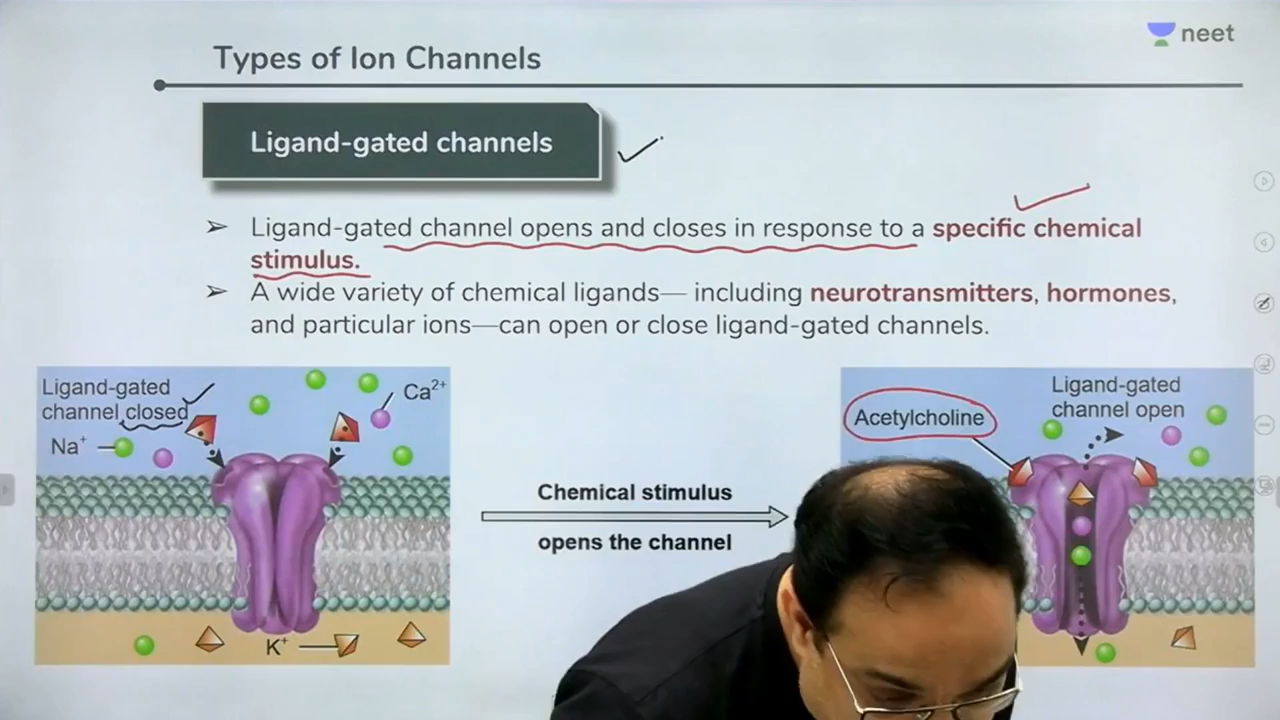 neet
Types of Ion Channels
Ligand-gated channels
➢ Ligand-gated channel opens and closes in response to a specific chemical
stimulus.
➢ A wide variety of chemical ligands— including neurotransmitters, hormones,
and particular ions—can open or close ligand-gated channels.
Ligand-gated
channel closed
Ca²⁺
Na⁺
K⁺
Chemical stimulus
opens the channel
Acetylcholine
Ligand-gated
channel open